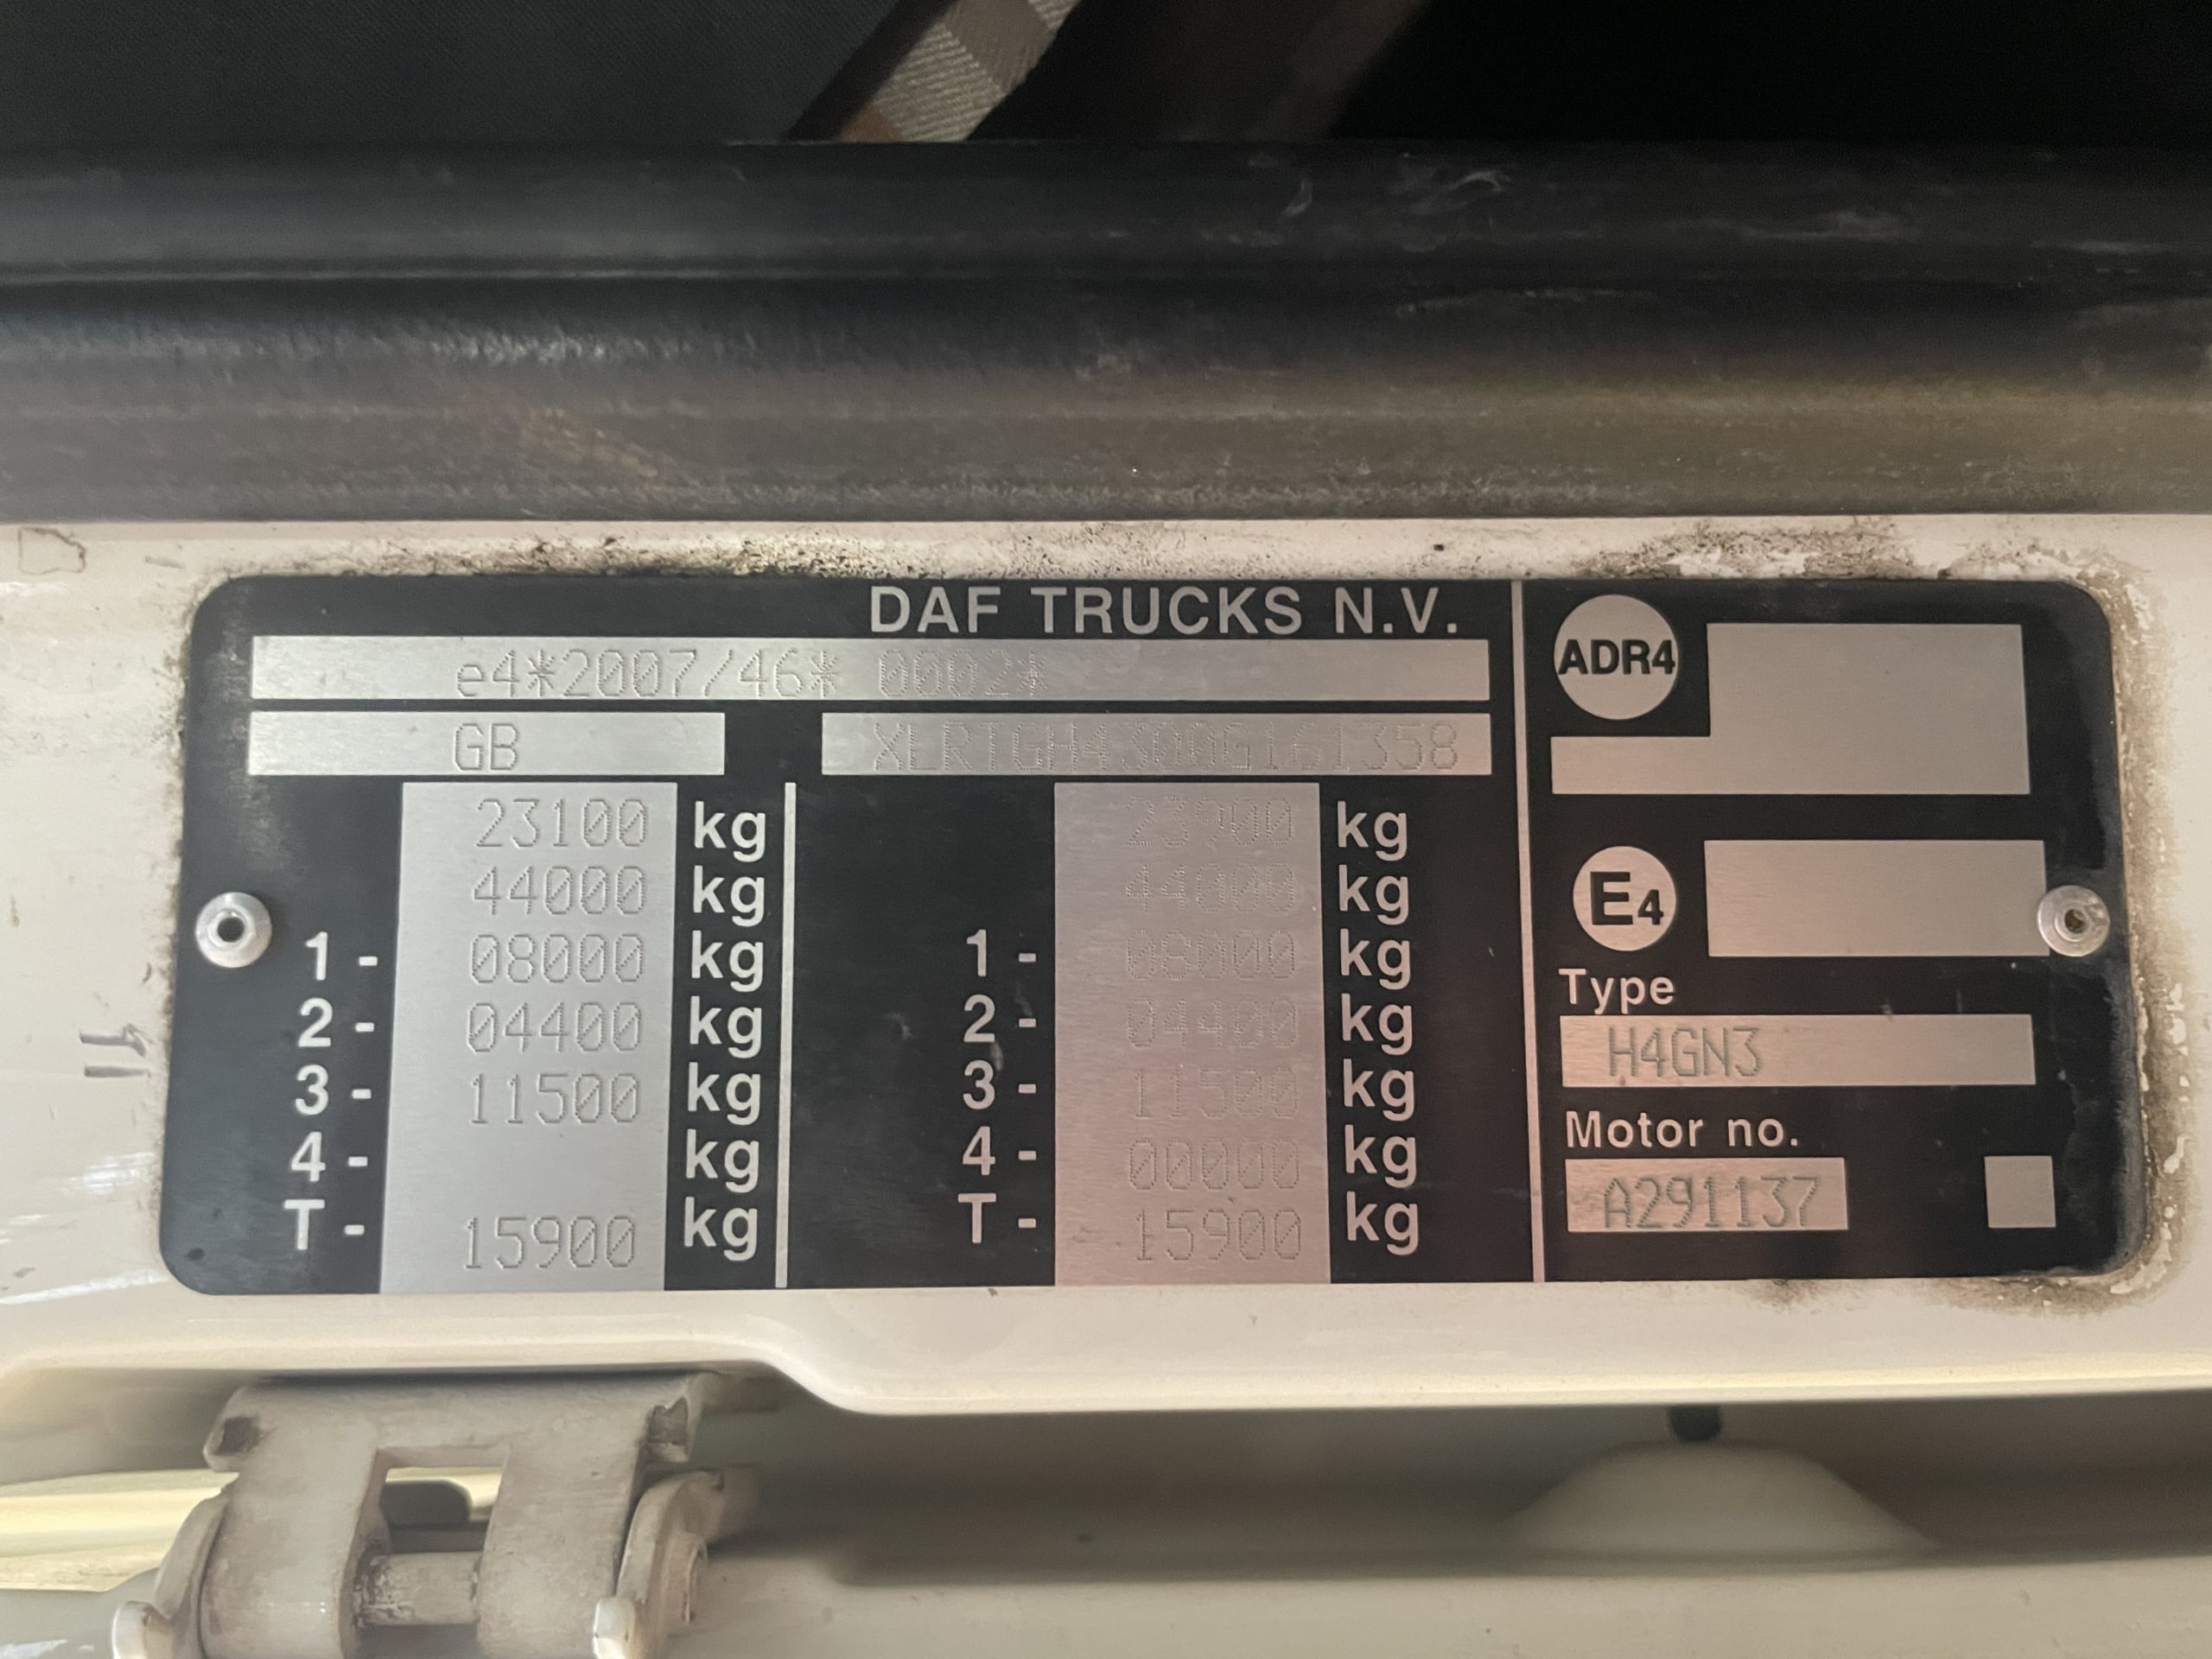 DAF TRUCKS N.V.
e4*2007/46* 0002*
GB XLRTGH4300G161358
23100 kg 23900 kg
44000 kg 44000 kg
1 - 08000 kg 1 - 08000 kg
2 - 04400 kg 2 - 04400 kg
3 - 11500 kg 3 - 11500 kg
4 - kg 4 - 00000 kg
T - 15900 kg T - 15900 kg
ADR4
E4
Type
H4GN3
Motor no.
A291137